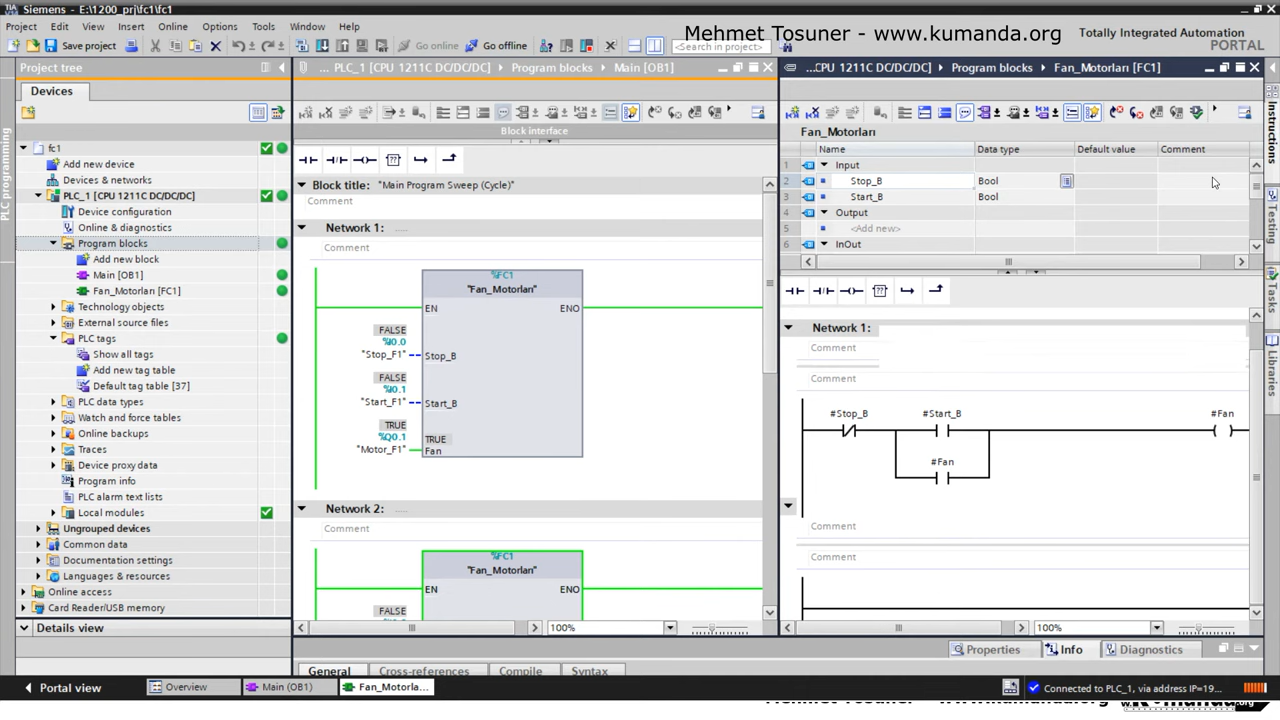 Siemens - E:\1200_prj\fc1\fc1
Project Edit View Insert Online Options Tools Window Help
Mehmet Tosuner - www.kumanda.org
Totally Integrated Automation
PORTAL
Save project
Go online
Go offline
<Search in project>
Project tree
Devices
fc1
Add new device
Devices & networks
PLC_1 [CPU 1211C DC/DC/DC]
Device configuration
Online & diagnostics
Program blocks
Add new block
Main [OB1]
Fan_Motorları [FC1]
Technology objects
External source files
PLC tags
Show all tags
Add new tag table
Default tag table [37]
PLC data types
Watch and force tables
Online backups
Traces
Device proxy data
Program info
PLC alarm text lists
Local modules
Ungrouped devices
Common data
Documentation settings
Languages & resources
Online access
Card Reader/USB memory
Details view
PLC programming
... PLC_1 [CPU 1211C DC/DC/DC] Program blocks Main [OB1]
Block interface
Block title: "Main Program Sweep (Cycle)"
Comment
Network 1: .....
Comment
%FC1
"Fan_Motorları"
EN ENO
FALSE
%I0.0
"Stop_F1" Stop_B
FALSE
%I0.1
"Start_F1" Start_B
TRUE
%Q0.1 TRUE
"Motor_F1" Fan
Network 2: .....
Comment
%FC1
"Fan_Motorları"
EN ENO
FALSE
100%
General Cross-references Compile Syntax
...CPU 1211C DC/DC/DC] Program blocks Fan_Motorları [FC1]
Fan_Motorları
Name Data type Default value Comment
1 Input
2 Stop_B Bool
3 Start_B Bool
4 Output
5 <Add new>
6 InOut
Network 1:
Comment
Comment
#Stop_B #Start_B #Fan
#Fan
Comment
Comment
100%
Properties Info Diagnostics
Instructions
Testing
Tasks
Libraries
Portal view Overview Main (OB1) Fan_Motorla...
Connected to PLC_1, via address IP=19...